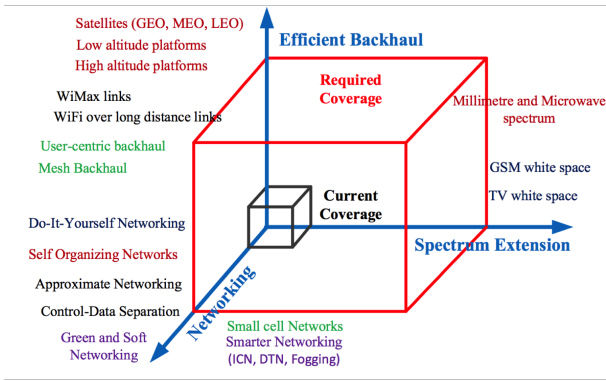 Satellites (GEO, MEO, LEO)
Low altitude platforms
High altitude platforms
Efficient Backhaul
WiMax links
WiFi over long distance links
User-centric backhaul
Mesh Backhaul
Required
Coverage
Millimetre and Microwave
spectrum
GSM white space
TV white space
Current
Coverage
Spectrum Extension
Do-It-Yourself Networking
Self Organizing Networks
Approximate Networking
Control-Data Separation
Green and Soft
Networking
Networking
Small cell Networks
Smarter Networking
(ICN, DTN, Fogging)